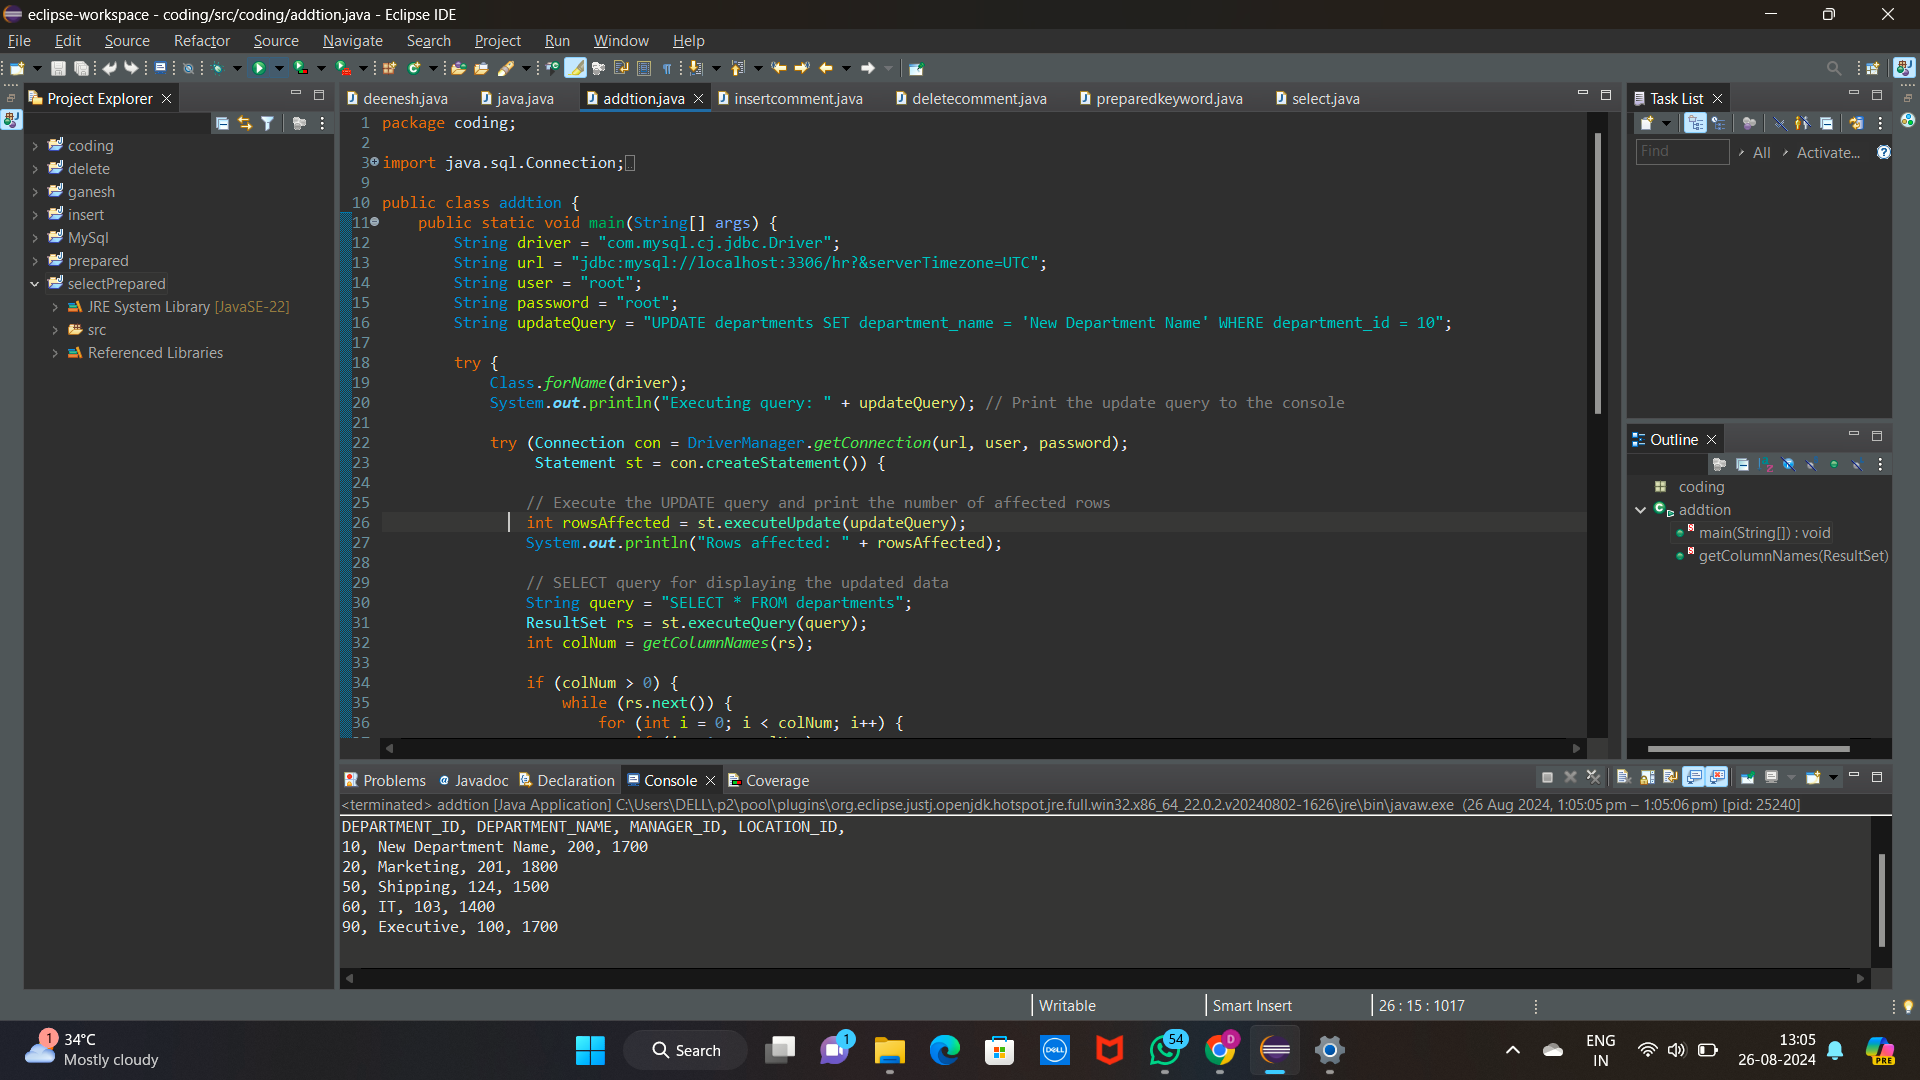 eclipse-workspace - coding/src/coding/addtion.java - Eclipse IDE
File Edit Source Refactor Source Navigate Search Project Run Window Help
Project Explorer
coding
delete
ganesh
insert
MySql
prepared
selectPrepared
JRE System Library [JavaSE-22]
src
Referenced Libraries
deenesh.java java.java addtion.java insertcomment.java deletecomment.java preparedkeyword.java select.java
1 package coding;
2
3 import java.sql.Connection;
9
10 public class addtion {
11 public static void main(String[] args) {
12 String driver = "com.mysql.cj.jdbc.Driver";
13 String url = "jdbc:mysql://localhost:3306/hr?&serverTimezone=UTC";
14 String user = "root";
15 String password = "root";
16 String updateQuery = "UPDATE departments SET department_name = 'New Department Name' WHERE department_id = 10";
17
18 try {
19 Class.forName(driver);
20 System.out.println("Executing query: " + updateQuery); // Print the update query to the console
21
22 try (Connection con = DriverManager.getConnection(url, user, password);
23 Statement st = con.createStatement()) {
24
25 // Execute the UPDATE query and print the number of affected rows
26 int rowsAffected = st.executeUpdate(updateQuery);
27 System.out.println("Rows affected: " + rowsAffected);
28
29 // SELECT query for displaying the updated data
30 String query = "SELECT * FROM departments";
31 ResultSet rs = st.executeQuery(query);
32 int colNum = getColumnNames(rs);
33
34 if (colNum > 0) {
35 while (rs.next()) {
36 for (int i = 0; i < colNum; i++) {
Task List
Find All Activate...
Outline
coding
addtion
main(String[]) : void
getColumnNames(ResultSet)
Problems Javadoc Declaration Console Coverage
<terminated> addtion [Java Application] C:\Users\DELL\.p2\pool\plugins\org.eclipse.justj.openjdk.hotspot.jre.full.win32.x86_64_22.0.2.v20240802-1626\jre\bin\javaw.exe (26 Aug 2024, 1:05:05 pm – 1:05:06 pm) [pid: 25240]
DEPARTMENT_ID, DEPARTMENT_NAME, MANAGER_ID, LOCATION_ID,
10, New Department Name, 200, 1700
20, Marketing, 201, 1800
50, Shipping, 124, 1500
60, IT, 103, 1400
90, Executive, 100, 1700
Writable Smart Insert 26 : 15 : 1017
1
34°C
Mostly cloudy
Search
1
DELL
54
D
ENG
IN
13:05
26-08-2024
PRE